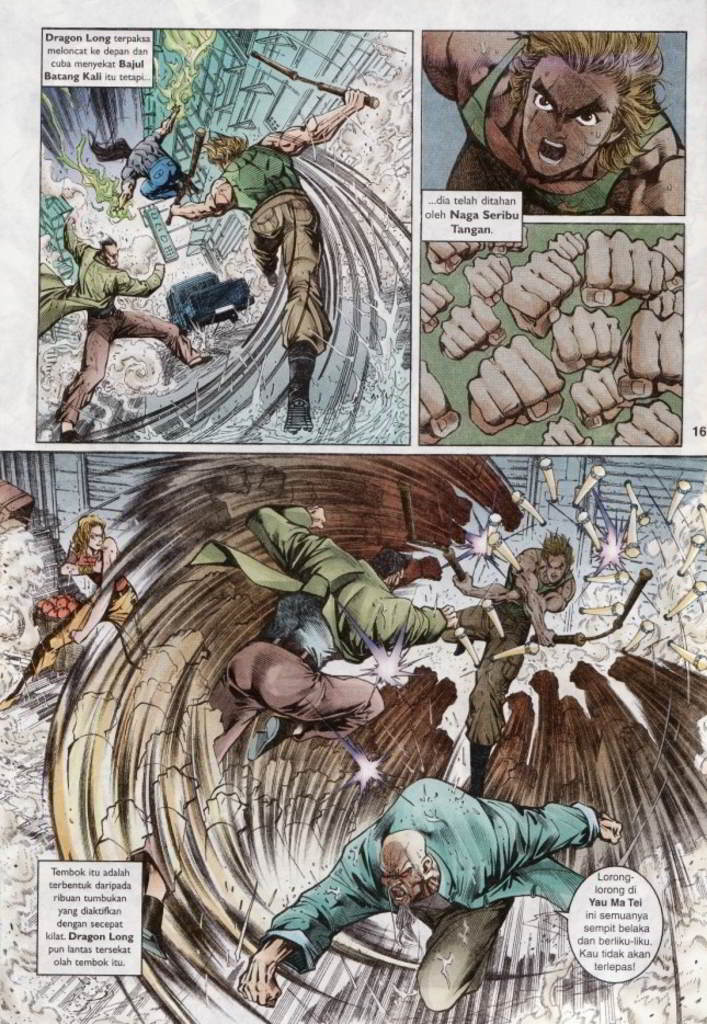 Dragon Long terpaksa
meloncat ke depan dan
cuba menyekat Bajul
Batang Kali itu tetapi...
...dia telah ditahan
oleh Naga Seribu
Tangan.
16
Tembok itu adalah
terbentuk daripada
ribuan tumbukan
yang diaktifkan
dengan secepat
kilat. Dragon Long
pun lantas tersekat
olah tembok itu.
Lorong-
lorong di
Yau Ma Tei
ini semuanya
sempit belaka
dan berliku-liku.
Kau tidak akan
terlepas!